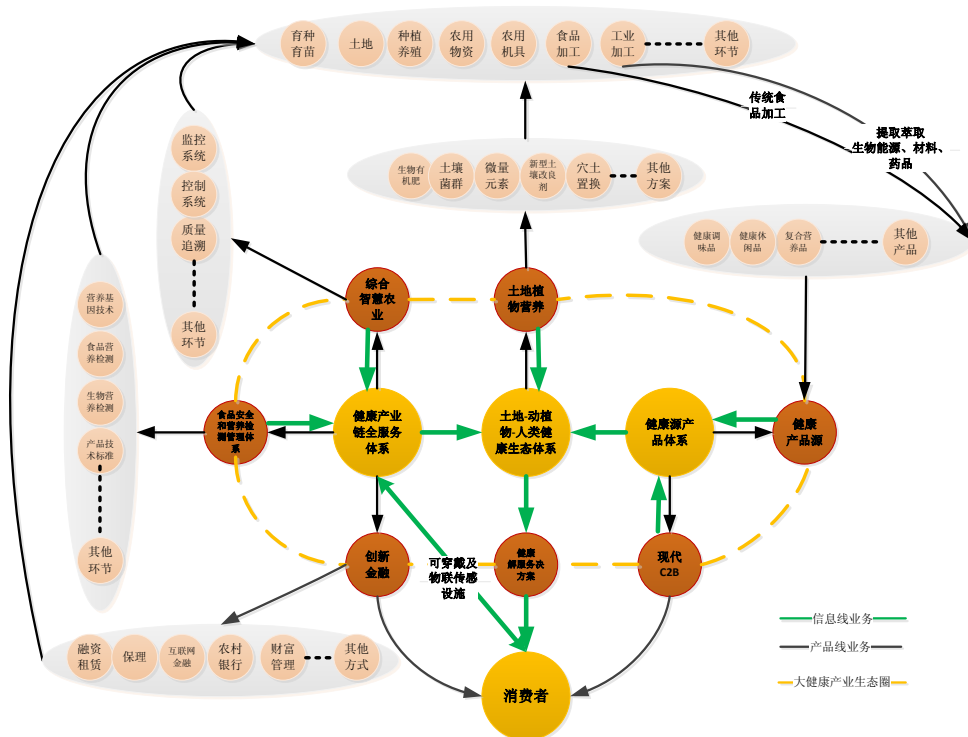 育种
育苗
土地
种植
养殖
农用
物资
农用
机具
食品
加工
工业
加工
其他
环节
传统食
品加工
提取萃取
生物能源、材料、
药品
监控
系统
控制
系统
质量
追溯
其他
环节
生物有
机肥
土壤
菌群
微量
元素
新型土
壤改良
剂
穴土
置换
其他
方案
健康调
味品
健康休
闲品
复合营
养品
其他
产品
综合
智慧农
业
土地植
物营养
营养基
因技术
食品营
养检测
生物营
养检测
产品技
术标准
其他
环节
食品安全
和营养检
测管理体
系
健康产业
链全服务
体系
土地-动植
物-人类健
康生态体系
健康源产
品体系
健康
产品源
创新
金融
可穿戴及
物联传感
设施
健康
解服务决
方案
现代
C2B
融资
租赁
保理
互联网
金融
农村
银行
财富
管理
其他
方式
消费者
信息线业务
产品线业务
大健康产业生态圈